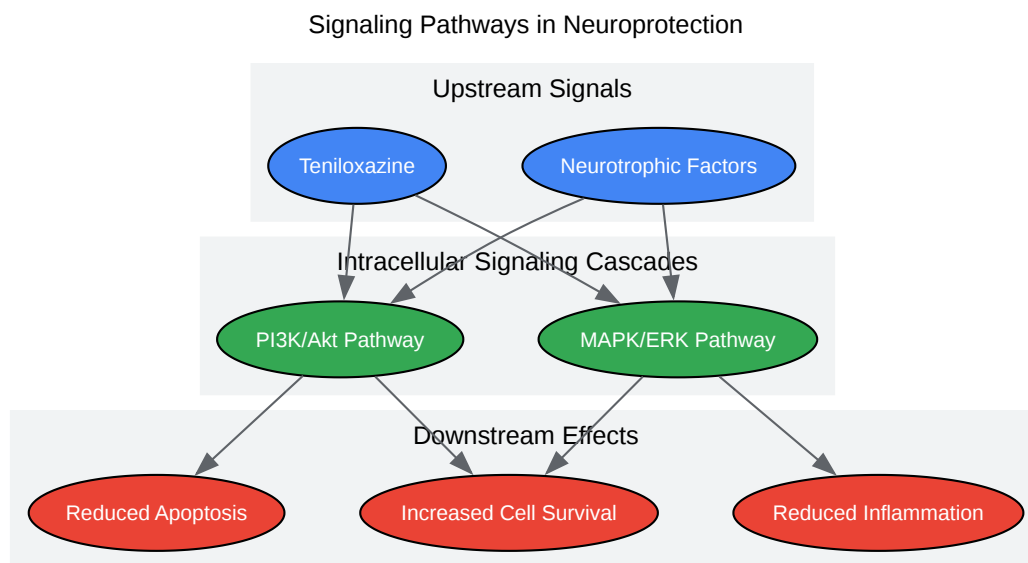 Signaling Pathways in Neuroprotection
Upstream Signals
Teniloxazine
Neurotrophic Factors
Intracellular Signaling Cascades
PI3K/Akt Pathway
MAPK/ERK Pathway
Downstream Effects
Reduced Apoptosis
Increased Cell Survival
Reduced Inflammation